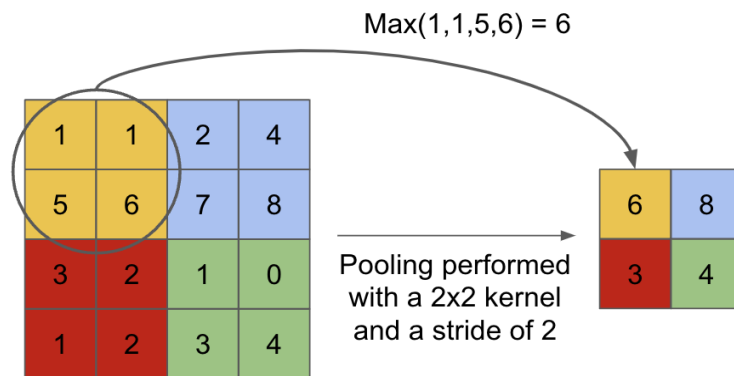 Max(1,1,5,6) = 6
1 1 2 4
5 6 7 8
3 2 1 0
1 2 3 4
Pooling performed
with a 2x2 kernel
and a stride of 2
6 8
3 4